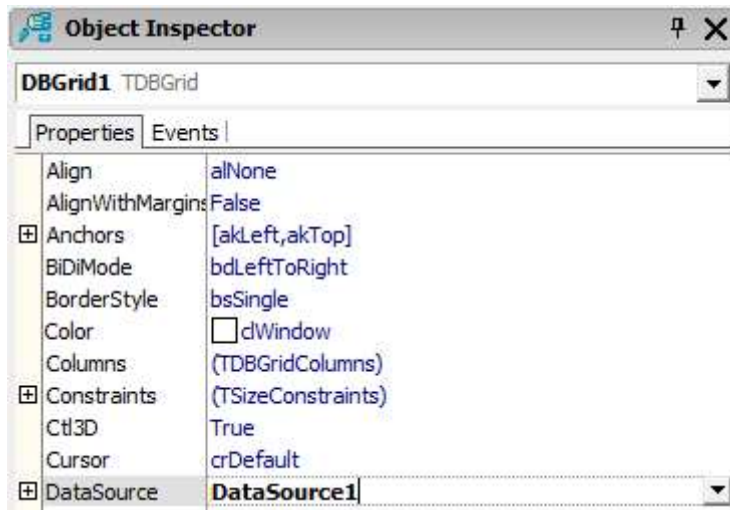 Object Inspector
DBGrid1 TDBGrid
Properties Events
Align alNone
AlignWithMargins False
Anchors [akLeft,akTop]
BiDiMode bdLeftToRight
BorderStyle bsSingle
Color clWindow
Columns (TDBGridColumns)
Constraints (TSizeConstraints)
Ctl3D True
Cursor crDefault
DataSource DataSource1